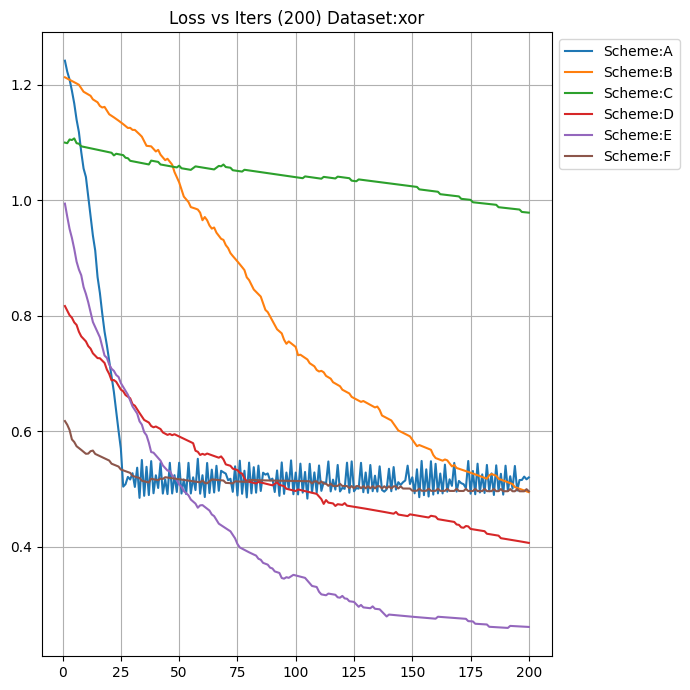 Loss vs Iters (200) Dataset:xor
Scheme:A
Scheme:B
Scheme:C
Scheme:D
Scheme:E
Scheme:F
1.2
1.0
0.8
0.6
0.4
0 25 50 75 100 125 150 175 200